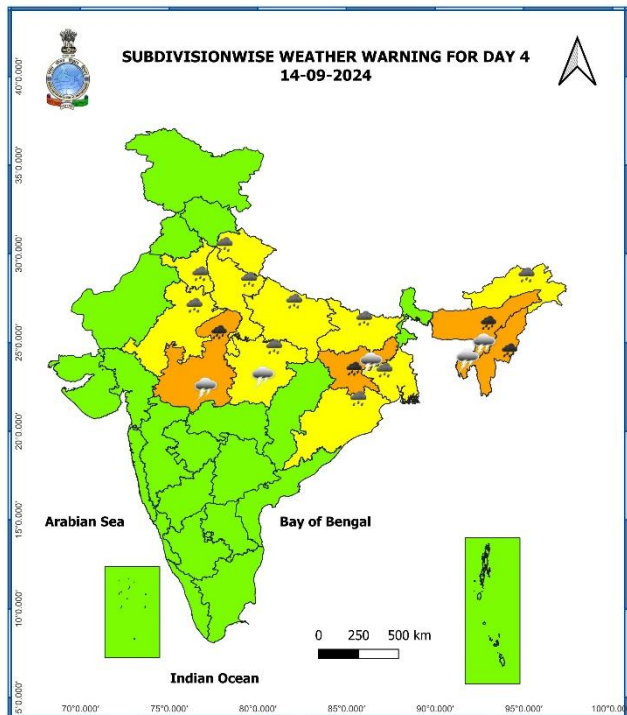 SUBDIVISIONWISE WEATHER WARNING FOR DAY 4
14-09-2024
40°0.000'
35°0.000'
30°0.000'
25°0.000'
20°0.000'
15°0.000'
10°0.000'
5°0.000'
Arabian Sea
Bay of Bengal
0 250 500 km
Indian Ocean
70°0.000' 75°0.000' 80°0.000' 85°0.000' 90°0.000' 95°0.000' 100°0.00